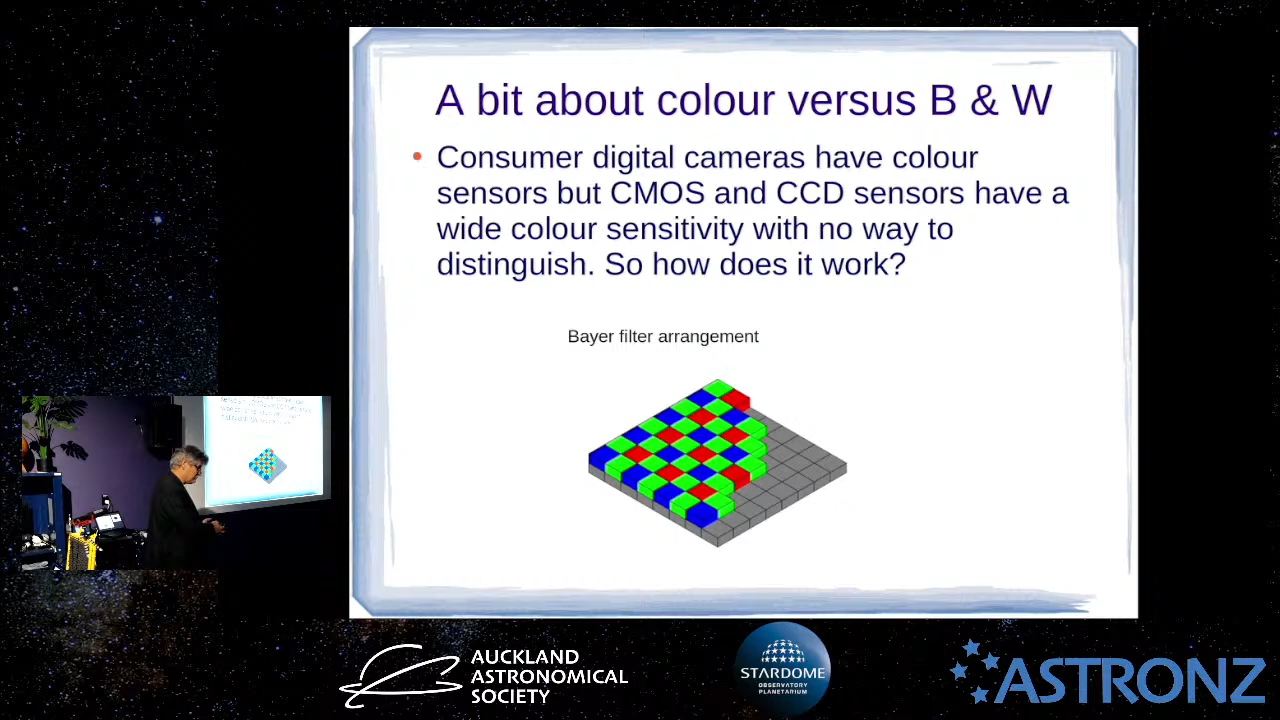 A bit about colour versus B & W
• Consumer digital cameras have colour
sensors but CMOS and CCD sensors have a
wide colour sensitivity with no way to
distinguish. So how does it work?
Bayer filter arrangement
AUCKLAND
ASTRONOMICAL
SOCIETY
STARDOME
OBSERVATORY
PLANETARIUM
ASTRONZ